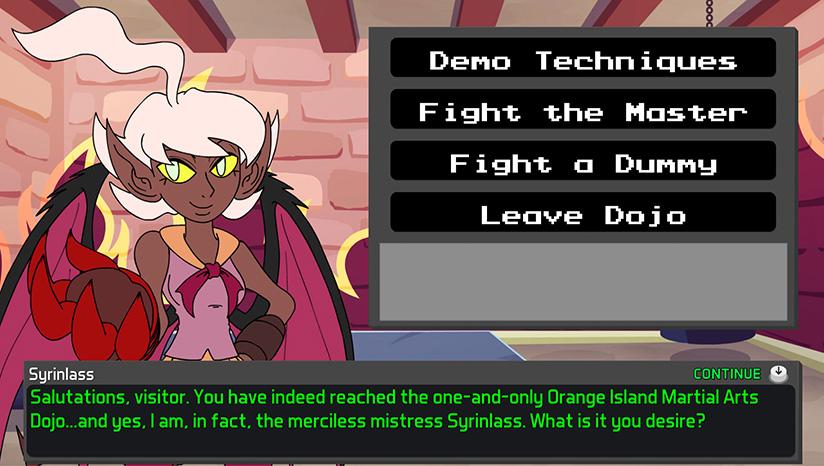 Demo Techniques
Fight the Master
Fight a Dummy
Leave Dojo
Syrinlass
CONTINUE
Salutations, visitor. You have indeed reached the one-and-only Orange Island Martial Arts
Dojo...and yes, I am, in fact, the merciless mistress Syrinlass. What is it you desire?